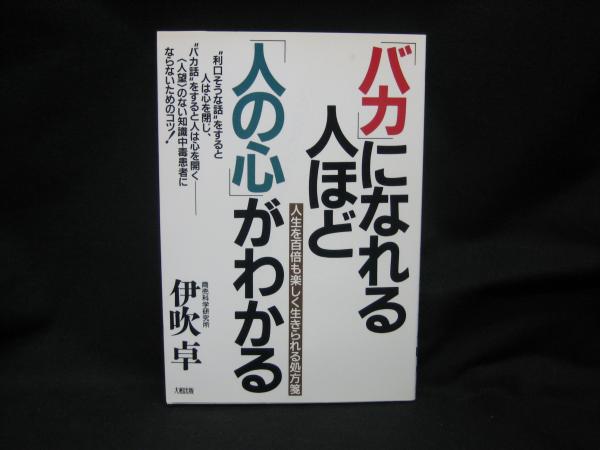 「バカ」になれる
人ほど
人生を百倍も楽しく生きられる処方箋
「人の心」がわかる
“利口そうな話”をすると
人は心を閉じ、
“バカ話”をすると人は心を開く――
〈人望〉のない知識中毒患者に
ならないためのコツ!
商売科学研究所
伊吹卓
大和出版